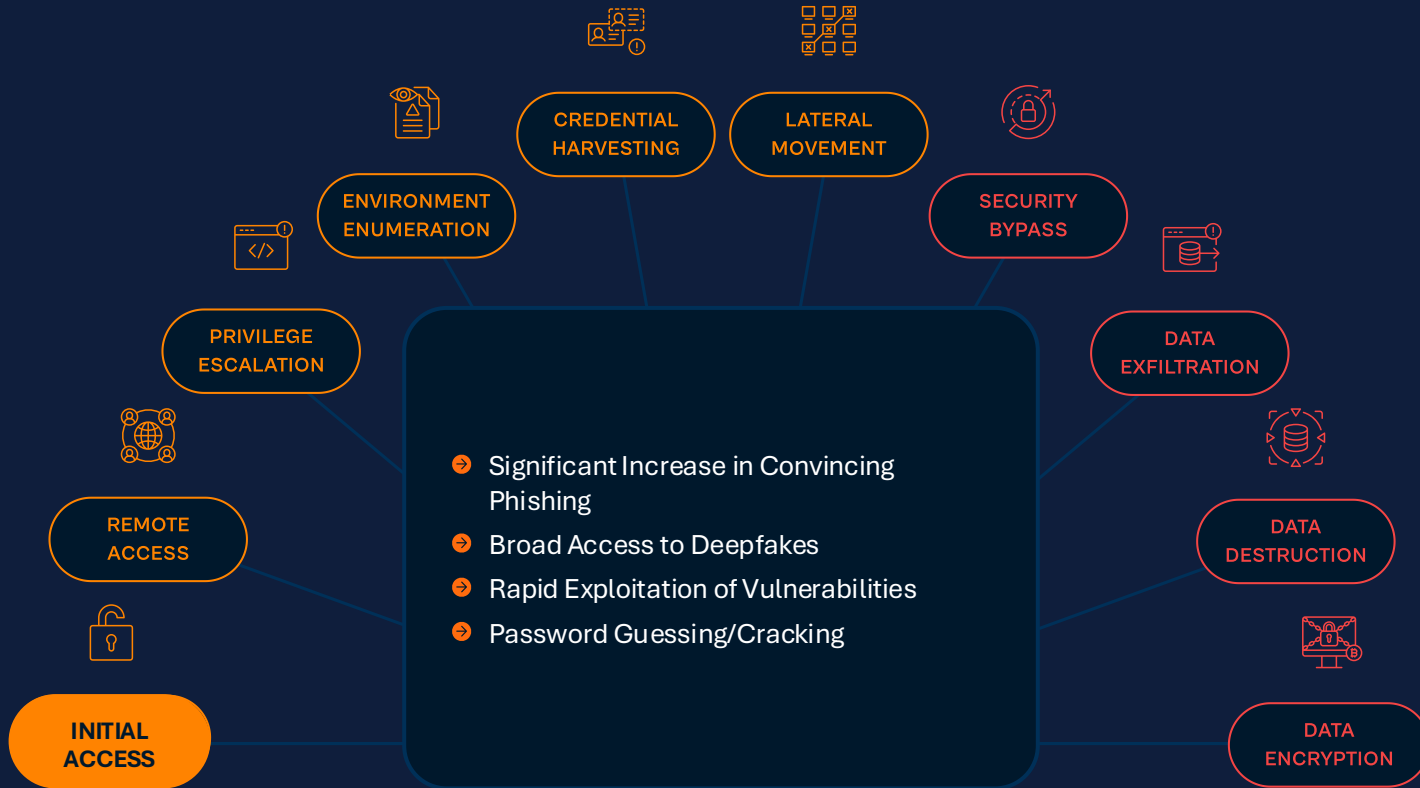 CREDENTIAL
HARVESTING
LATERAL
MOVEMENT
ENVIRONMENT
ENUMERATION
SECURITY
BYPASS
PRIVILEGE
ESCALATION
DATA
EXFILTRATION
REMOTE
ACCESS
DATA
DESTRUCTION
INITIAL
ACCESS
DATA
ENCRYPTION
Significant Increase in Convincing
Phishing
Broad Access to Deepfakes
Rapid Exploitation of Vulnerabilities
Password Guessing/Cracking